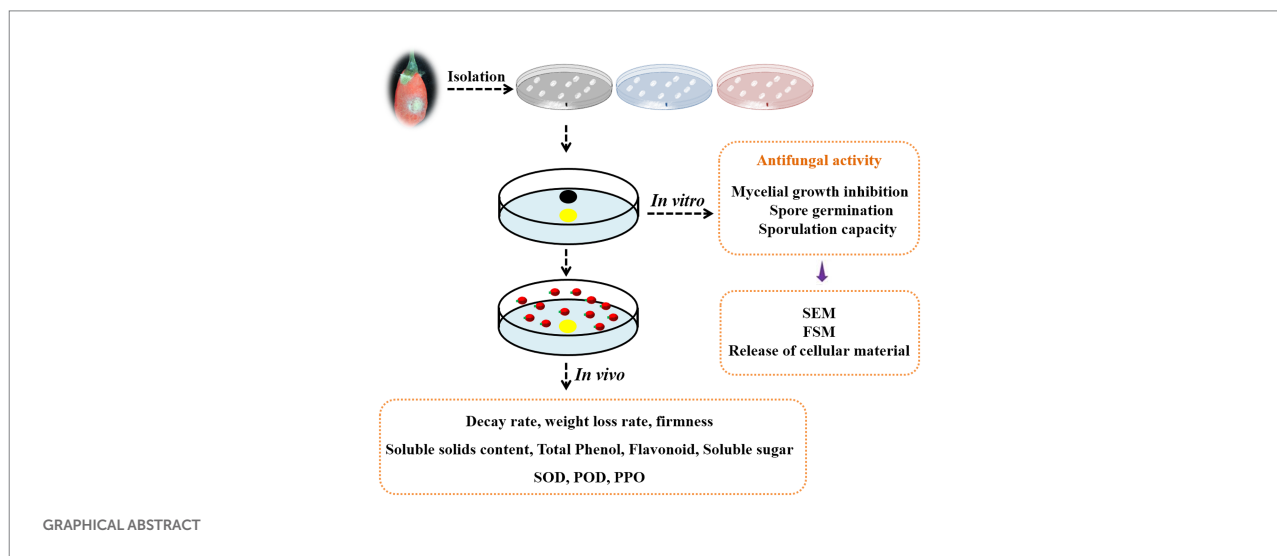 Isolation
In vitro
Antifungal activity
Mycelial growth inhibition
Spore germination
Sporulation capacity
SEM
FSM
Release of cellular material
In vivo
Decay rate, weight loss rate, firmness
Soluble solids content, Total Phenol, Flavonoid, Soluble sugar
SOD, POD, PPO
GRAPHICAL ABSTRACT